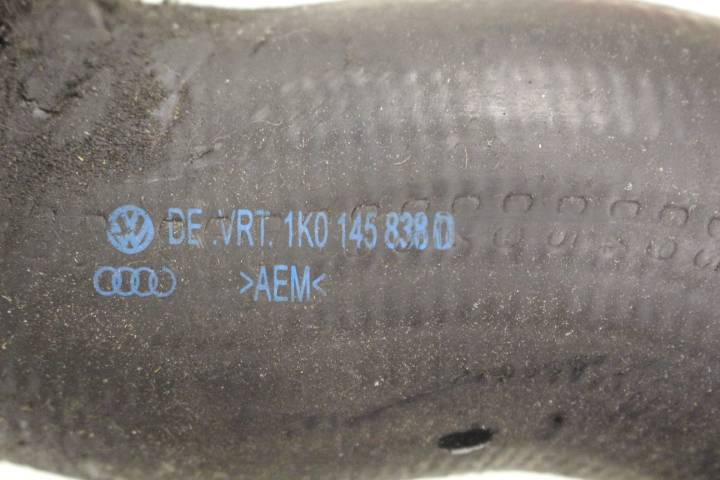 DE .VRT. 1K0 145 838 D
>AEM<